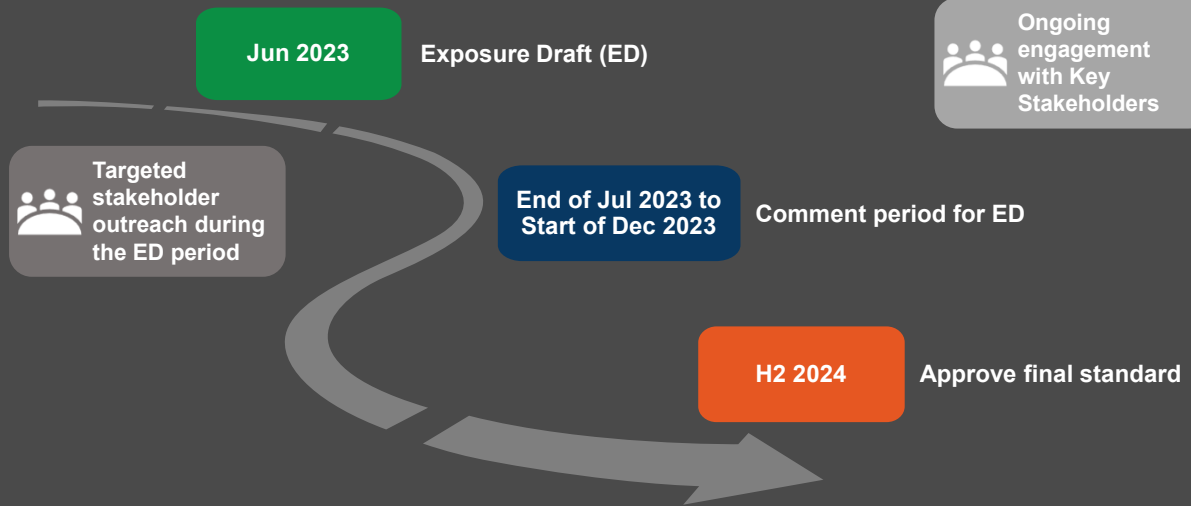 Jun 2023
Exposure Draft (ED)
Ongoing
engagement
with Key
Stakeholders
Targeted
stakeholder
outreach during
the ED period
End of Jul 2023 to
Start of Dec 2023
Comment period for ED
H2 2024
Approve final standard